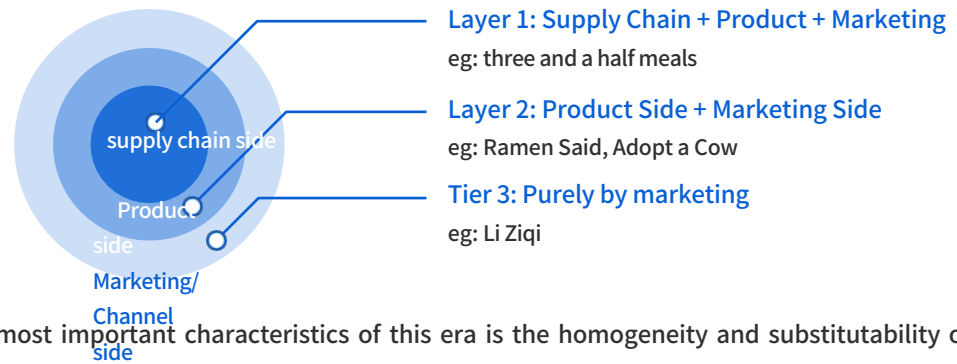 Layer 1: Supply Chain + Product + Marketing
eg: three and a half meals
Layer 2: Product Side + Marketing Side
eg: Ramen Said, Adopt a Cow
Tier 3: Purely by marketing
eg: Li Ziqi
supply chain side
Product
side
Marketing/
Channel
side
most important characteristics of this era is the homogeneity and substitutability